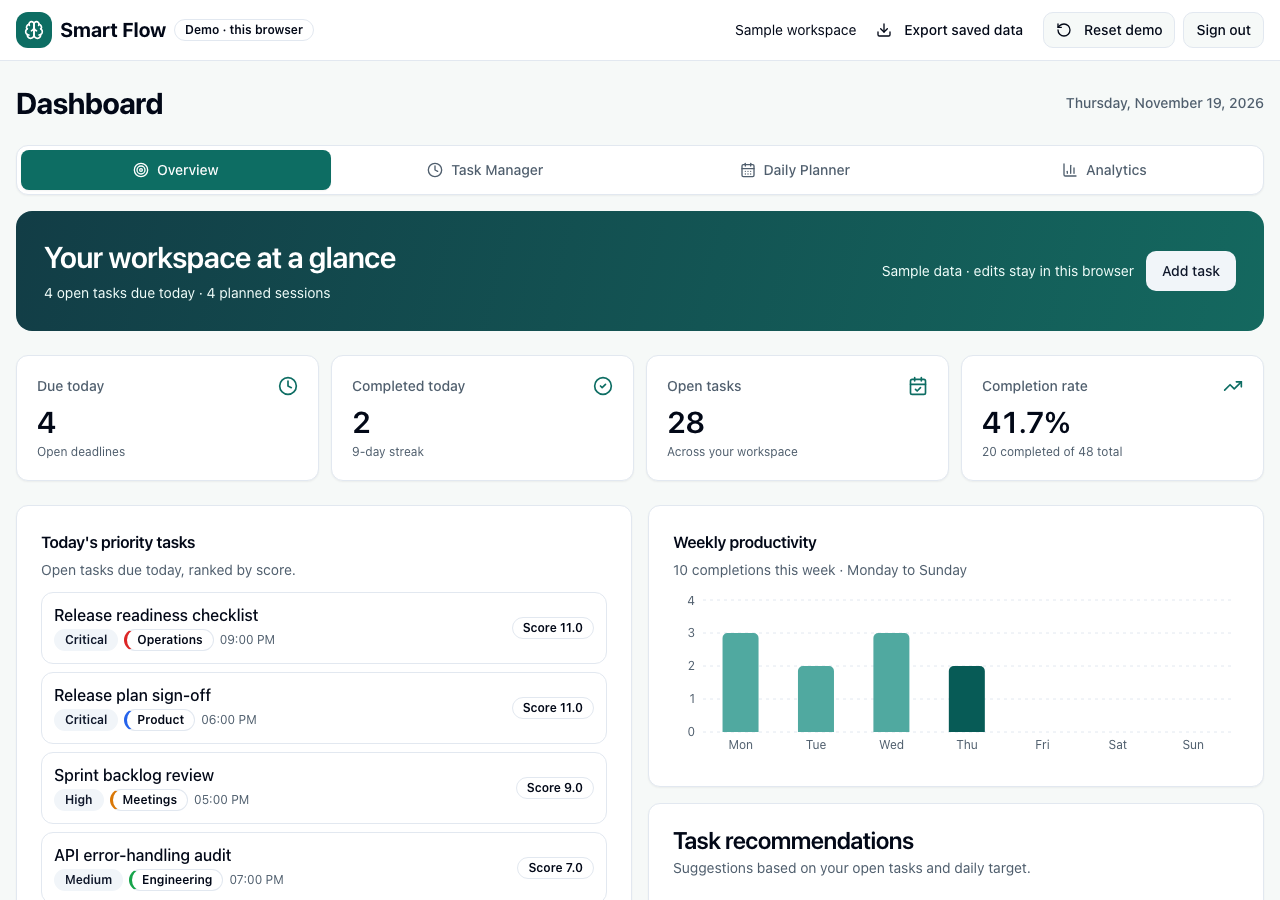 Smart Flow
Demo · this browser
Sample workspace
Export saved data
Reset demo
Sign out
Dashboard
Thursday, November 19, 2026
Overview
Task Manager
Daily Planner
Analytics
Your workspace at a glance
4 open tasks due today · 4 planned sessions
Sample data · edits stay in this browser
Add task
Due today
4
Open deadlines
Completed today
2
9-day streak
Open tasks
28
Across your workspace
Completion rate
41.7%
20 completed of 48 total
Today's priority tasks
Open tasks due today, ranked by score.
Release readiness checklist
Critical Operations 09:00 PM
Score 11.0
Release plan sign-off
Critical Product 06:00 PM
Score 11.0
Sprint backlog review
High Meetings 05:00 PM
Score 9.0
API error-handling audit
Medium Engineering 07:00 PM
Score 7.0
Weekly productivity
10 completions this week · Monday to Sunday
4
3
2
1
0
Mon Tue Wed Thu Fri Sat Sun
Task recommendations
Suggestions based on your open tasks and daily target.